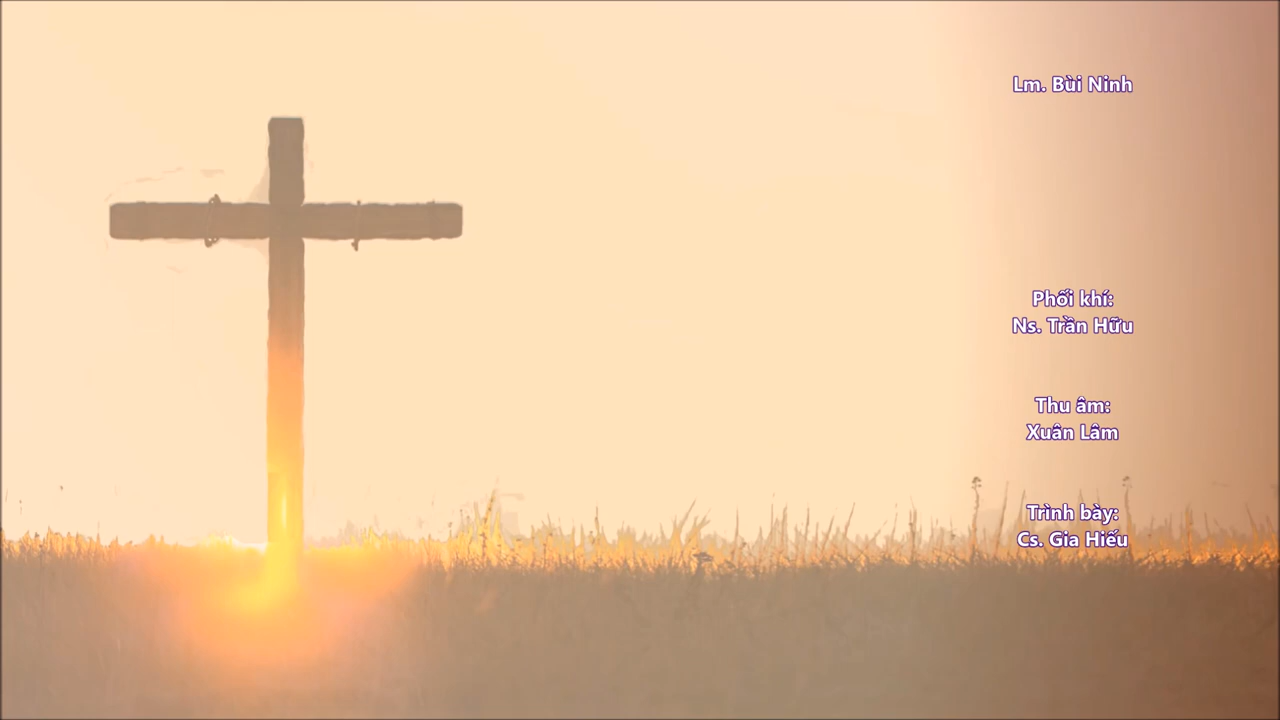 Lm. Bùi Ninh
Phối khí:
Ns. Trần Hữu
Thu âm:
Xuân Lâm
Trình bày:
Cs. Gia Hiếu